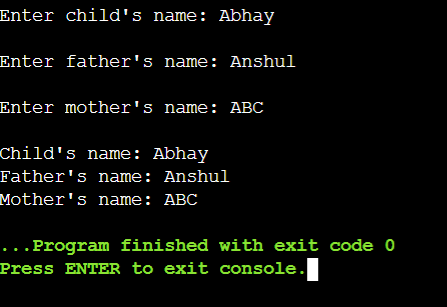 Enter child's name: Abhay
Enter father's name: Anshul
Enter mother's name: ABC
Child's name: Abhay
Father's name: Anshul
Mother's name: ABC
...Program finished with exit code 0
Press ENTER to exit console.